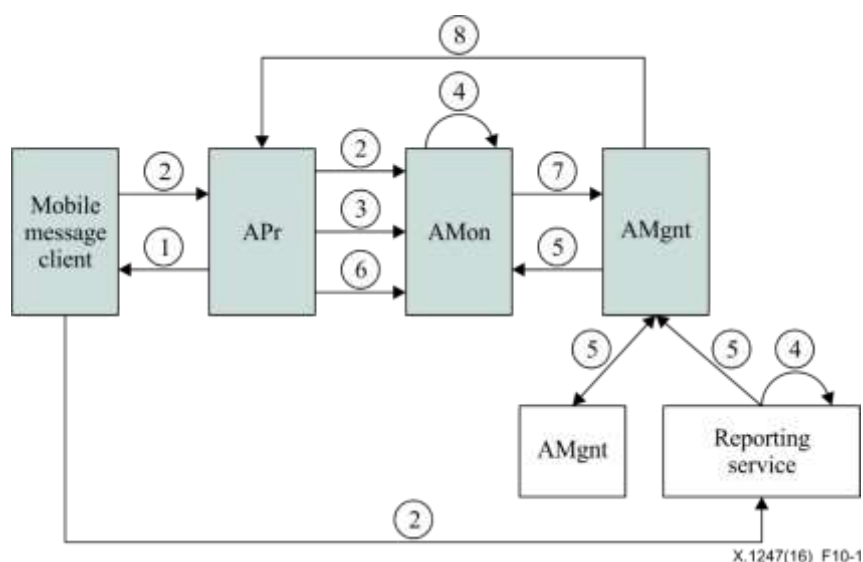 8
4
2
2
7
Mobile
message
client
APr
3
AMon
AMgnt
1
6
5
5
5
4
AMgnt
Reporting
service
2
X.1247(16)_F10-1